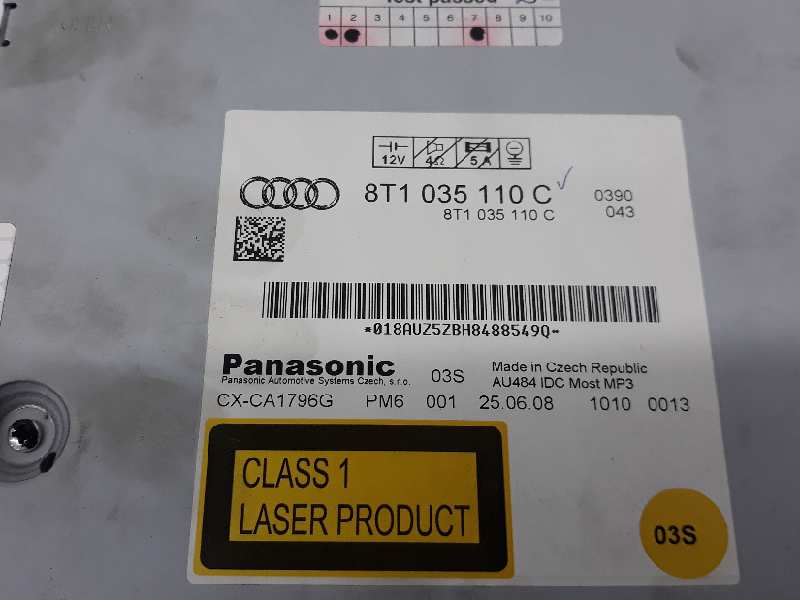 Test passed
1 2 3 4 5 6 7 8 9 10
12V 4Ω 5A
8T1 035 110 C 0390
8T1 035 110 C 043
*018AUZ5ZBH8488549Q-
Panasonic 03S Made in Czech Republic
Panasonic Automotive Systems Czech, s.r.o. AU484 IDC Most MP3
CX-CA1796G PM6 001 25.06.08 1010 0013
CLASS 1
LASER PRODUCT
03S